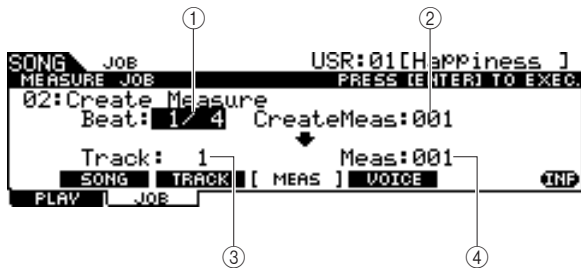 ① ②
SONG JOB USR:01[Happiness ]
MEASURE JOB PRESS [ENTER] TO EXEC.
02:Create Measure
Beat: 1/ 4 CreateMeas:001
Track: 1 Meas:001
SONG TRACK [ MEAS ] VOICE INP
PLAY JOB
③ ④